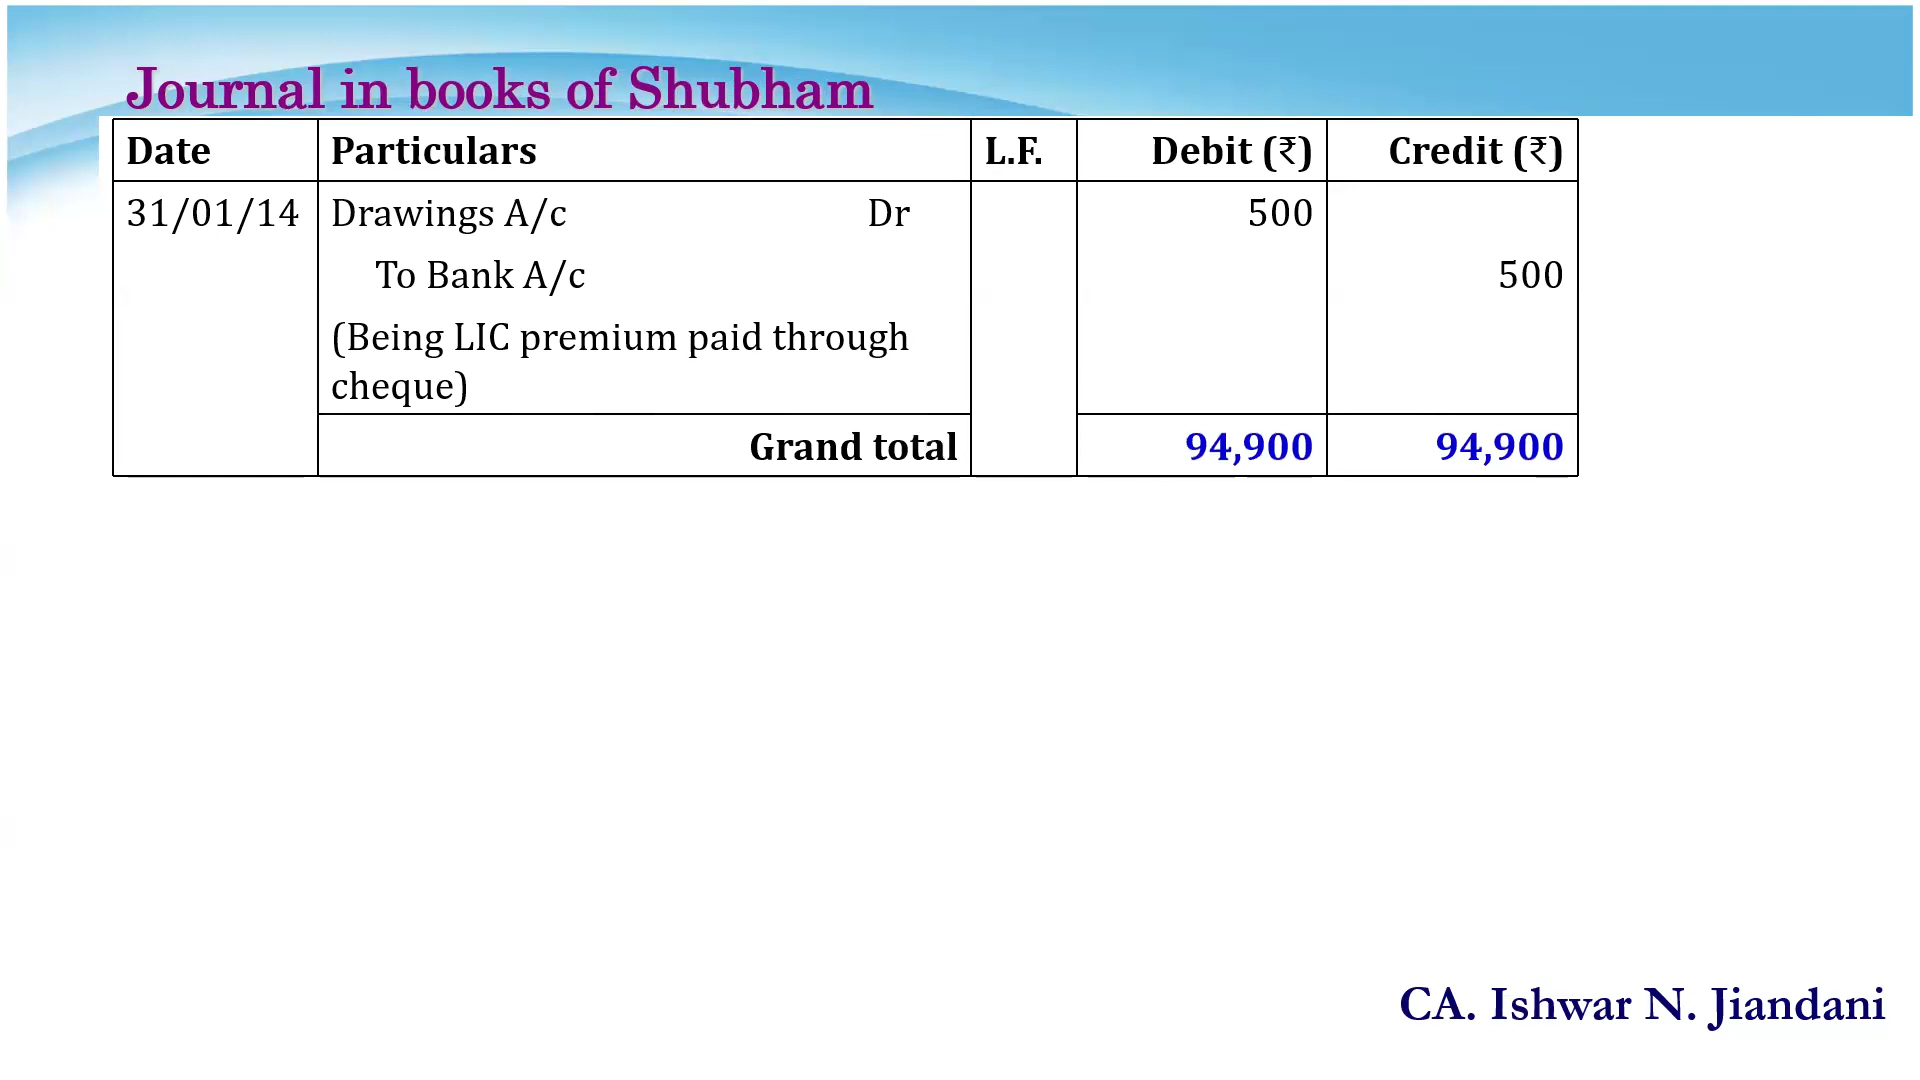 Journal in books of Shubham
Date Particulars L.F. Debit (₹) Credit (₹)
31/01/14 Drawings A/c Dr 500
To Bank A/c 500
(Being LIC premium paid through
cheque)
Grand total 94,900 94,900
CA. Ishwar N. Jiandani